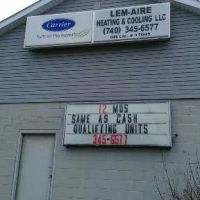 Carrier
turn to the experts
LEM-AIRE
HEATING & COOLING LLC
(740) 345-6577
12 MOS
SAME AS CASH
QUALIFYING UNITS
345-6577